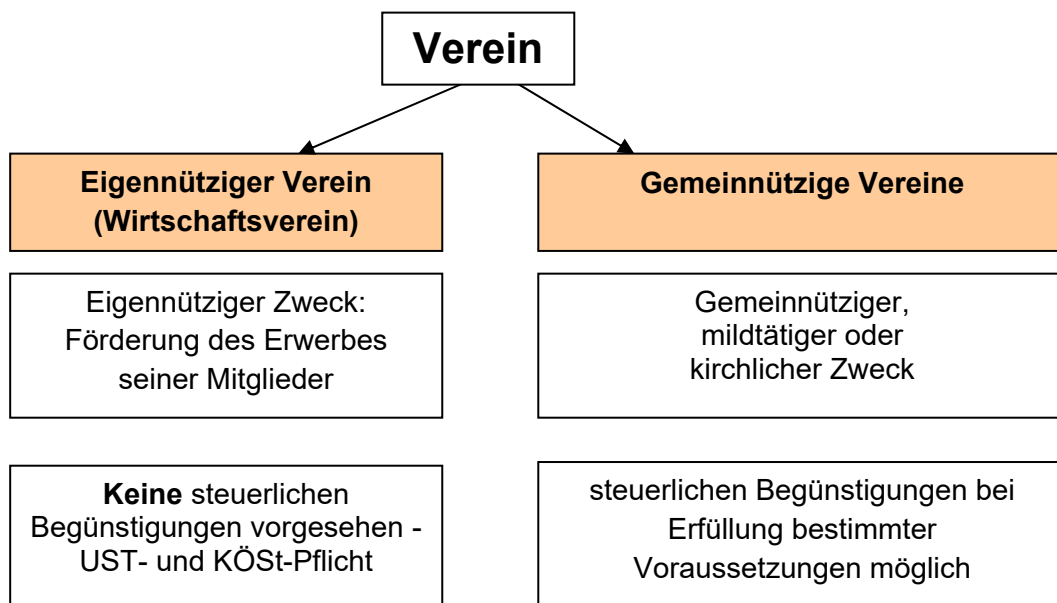 Verein
Eigennütziger Verein
(Wirtschaftsverein)
Eigennütziger Zweck:
Förderung des Erwerbes
seiner Mitglieder
Keine steuerlichen
Begünstigungen vorgesehen -
UST- und KÖSt-Pflicht
Gemeinnützige Vereine
Gemeinnütziger,
mildtätiger oder
kirchlicher Zweck
steuerlichen Begünstigungen bei
Erfüllung bestimmter
Voraussetzungen möglich